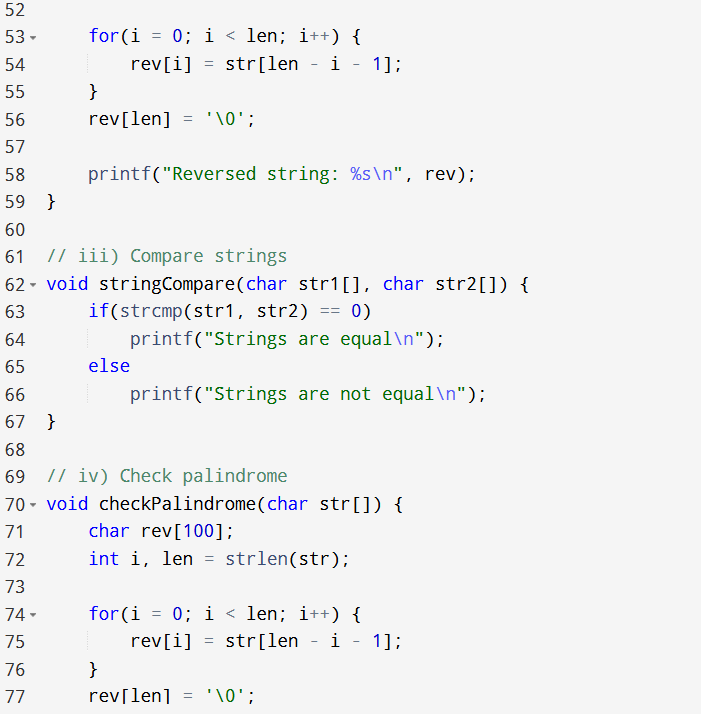 52
53 for(i = 0; i < len; i++) {
54 rev[i] = str[len - i - 1];
55 }
56 rev[len] = '\0';
57
58 printf("Reversed string: %s\n", rev);
59 }
60
61 // iii) Compare strings
62 void stringCompare(char str1[], char str2[]) {
63 if(strcmp(str1, str2) == 0)
64 printf("Strings are equal\n");
65 else
66 printf("Strings are not equal\n");
67 }
68
69 // iv) Check palindrome
70 void checkPalindrome(char str[]) {
71 char rev[100];
72 int i, len = strlen(str);
73
74 for(i = 0; i < len; i++) {
75 rev[i] = str[len - i - 1];
76 }
77 rev[len] = '\0';